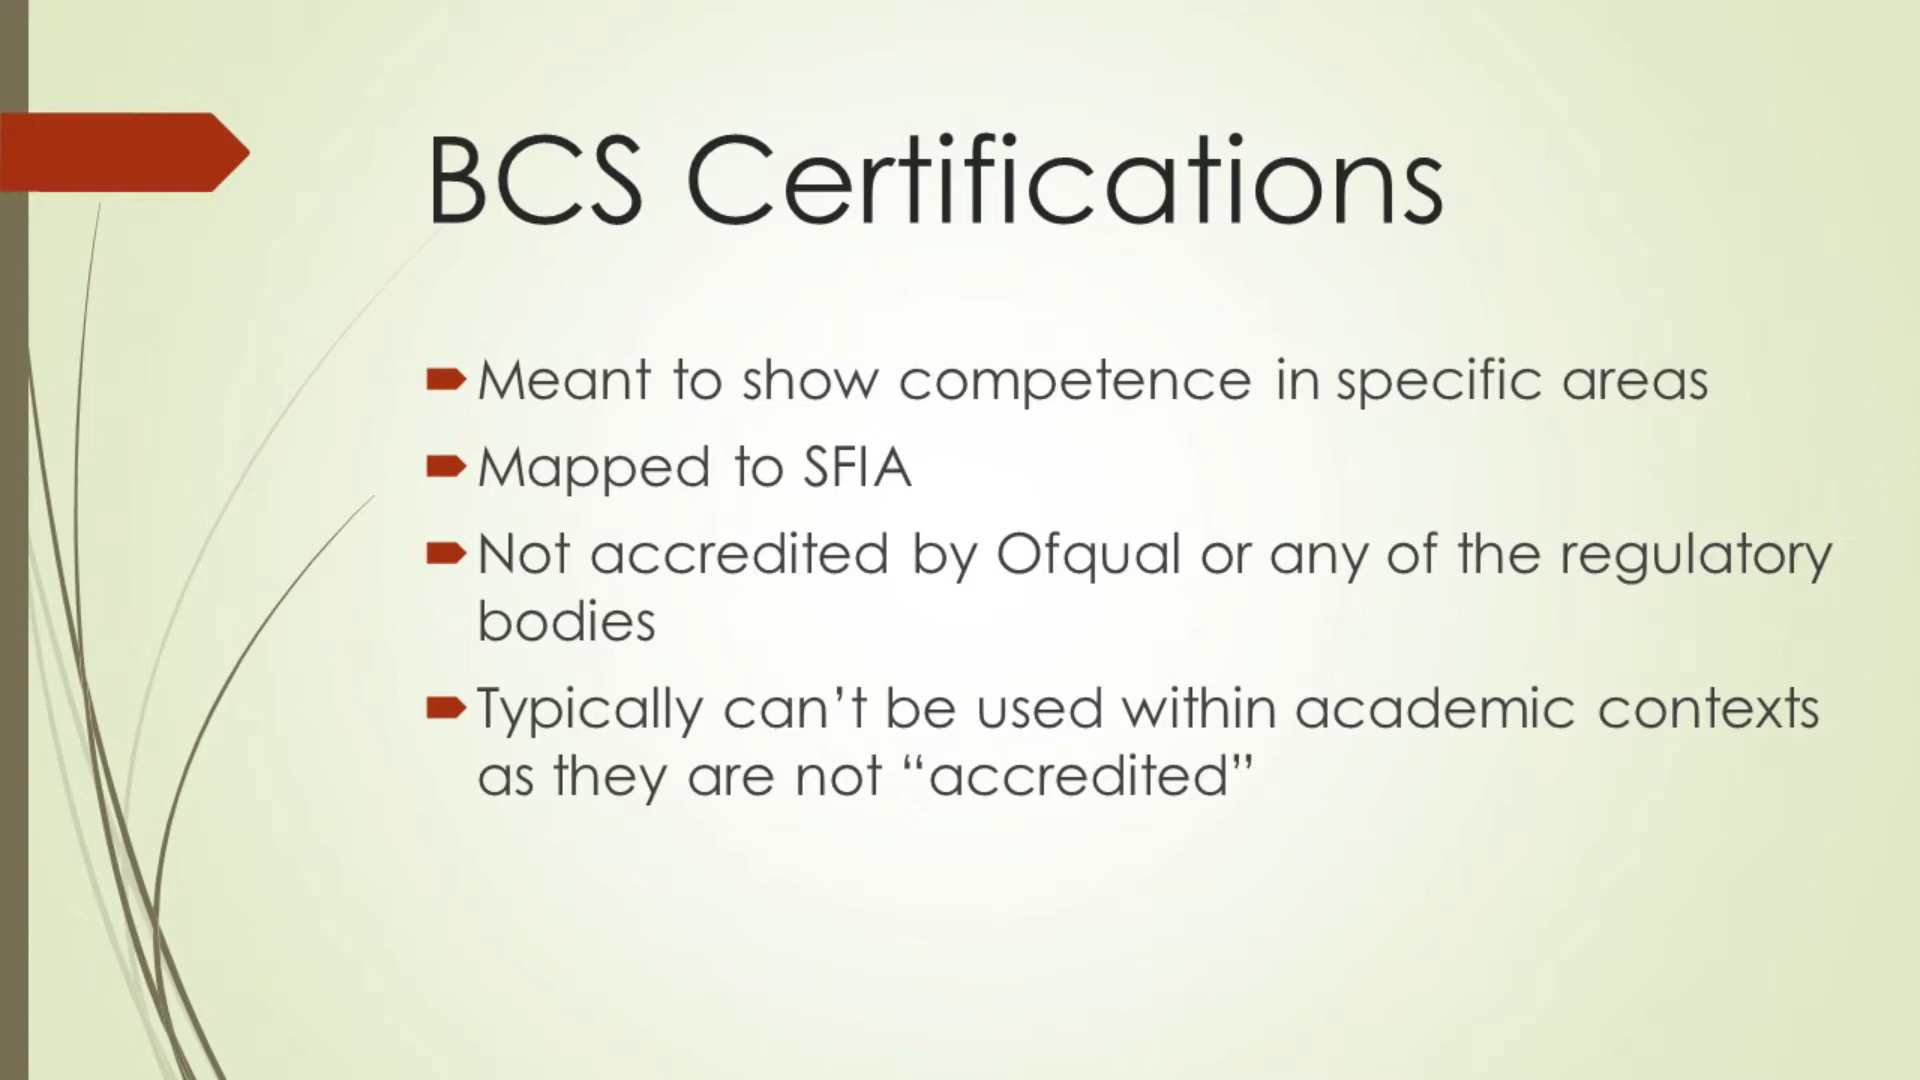 BCS Certifications
Meant to show competence in specific areas
Mapped to SFIA
Not accredited by Ofqual or any of the regulatory
bodies
Typically can’t be used within academic contexts
as they are not “accredited”